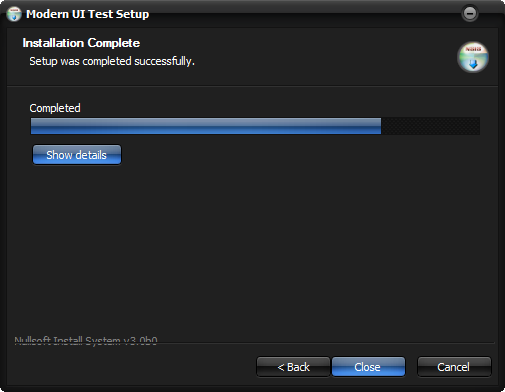 Modern UI Test Setup
Installation Complete
Setup was completed successfully.
Completed
Show details
Nullsoft Install System v3.0b0
< Back
Close
Cancel